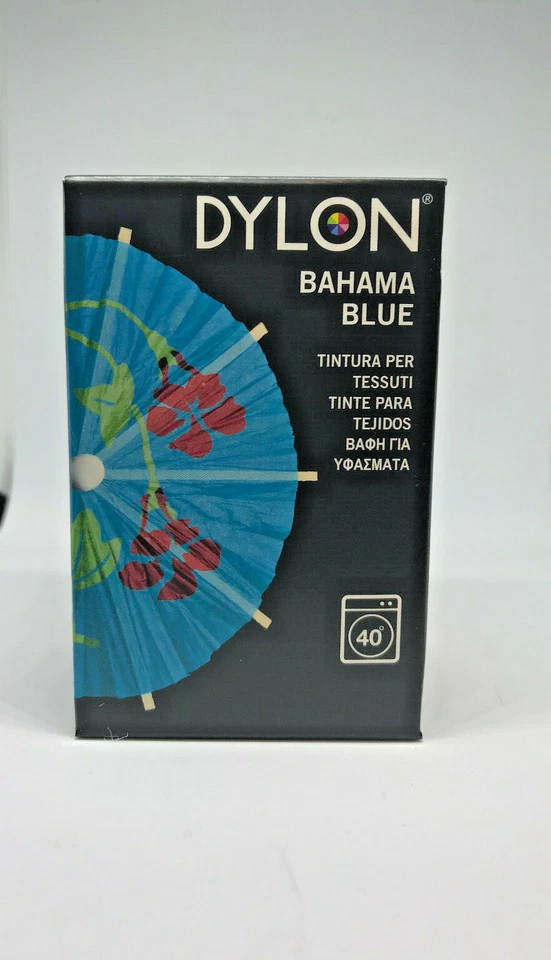 DYLON®
BAHAMA
BLUE
TINTURA PER
TESSUTI
TINTE PARA
TEJIDOS
ΒΑΦΗ ΓΙΑ
ΥΦΑΣΜΑΤΑ
40°